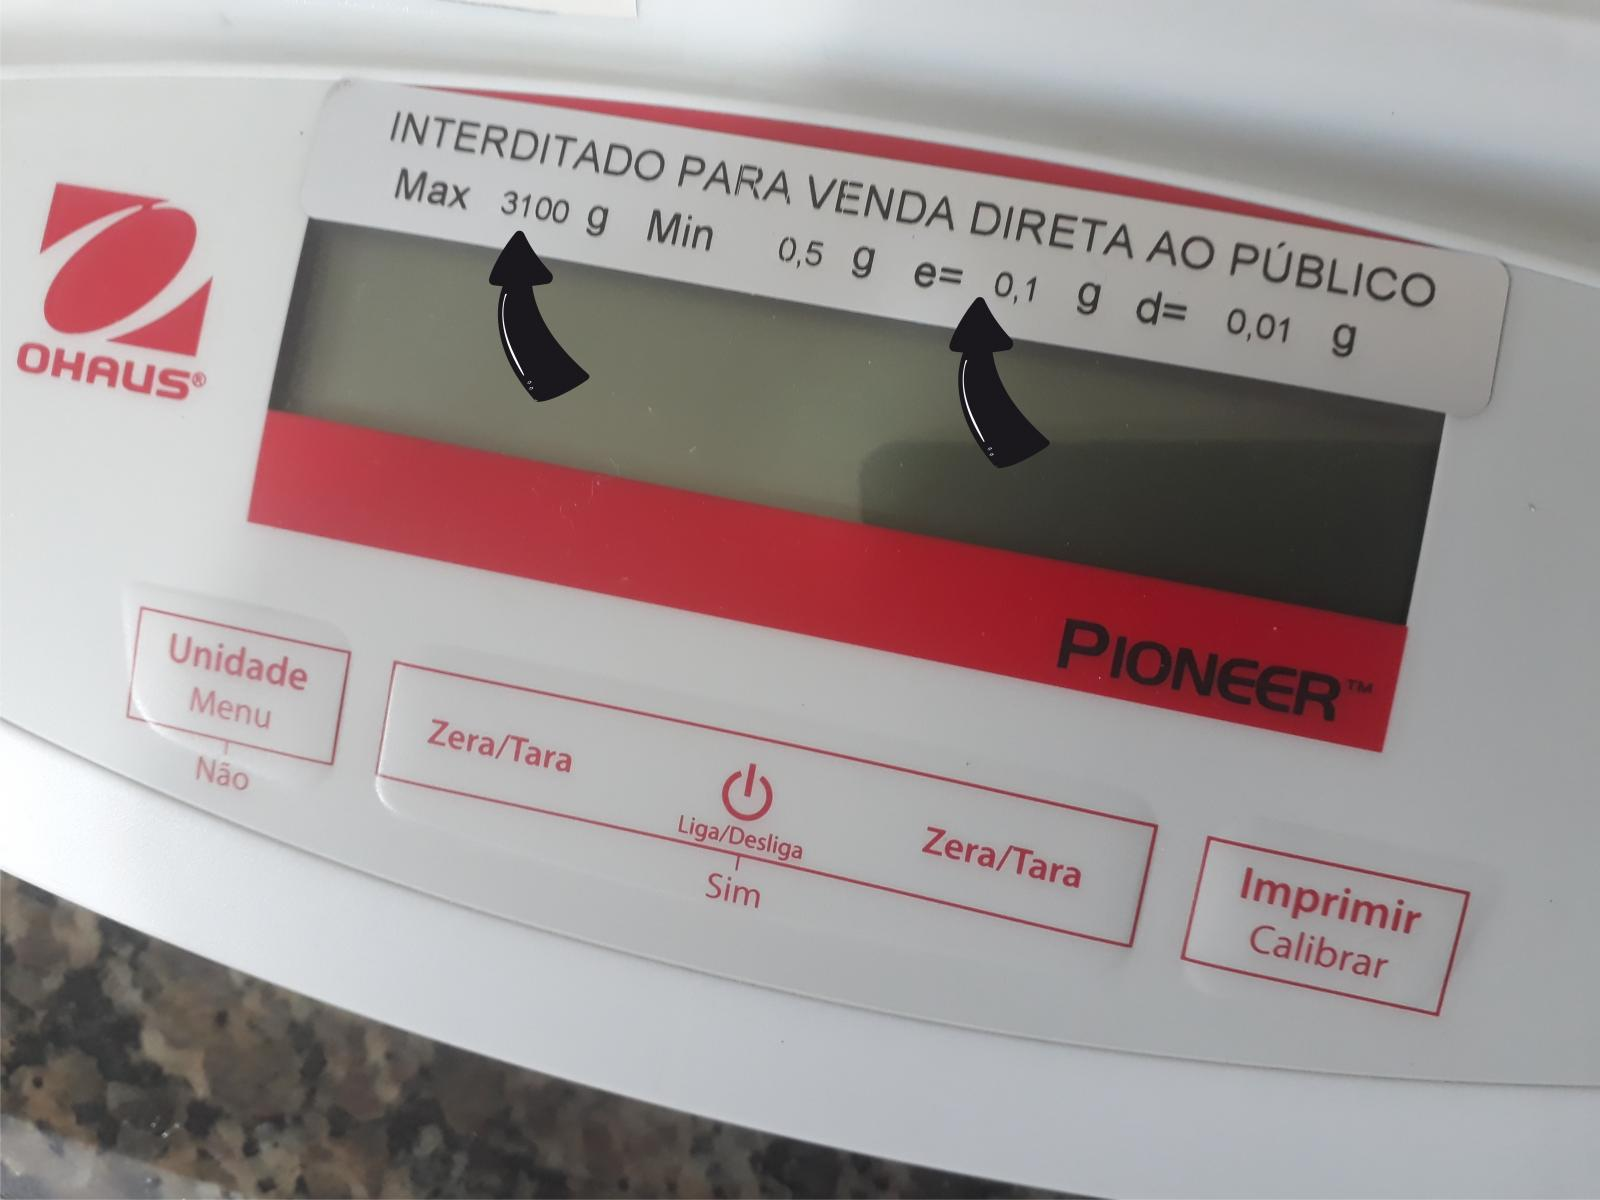 INTERDITADO PARA VENDA DIRETA AO PÚBLICO
Max 3100 g Min 0,5 g e= 0,1 g d= 0,01 g
OHAUS®
PIONEER™
Unidade
Menu
Não
Zera/Tara
Liga/Desliga
Sim
Zera/Tara
Imprimir
Calibrar